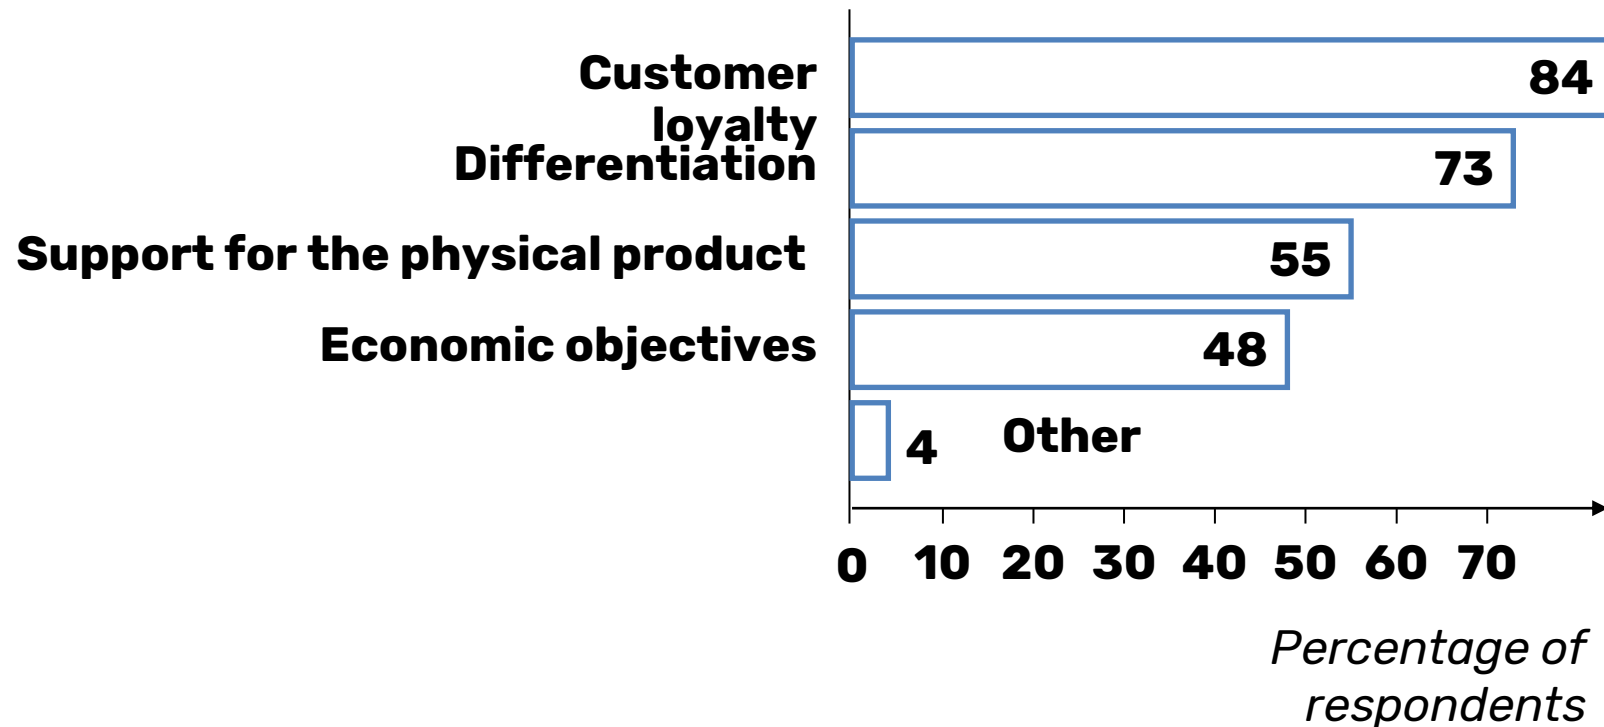 Customer
loyalty
84
Differentiation
73
Support for the physical product
55
Economic objectives
48
4
Other
0 10 20 30 40 50 60 70
Percentage of
respondents